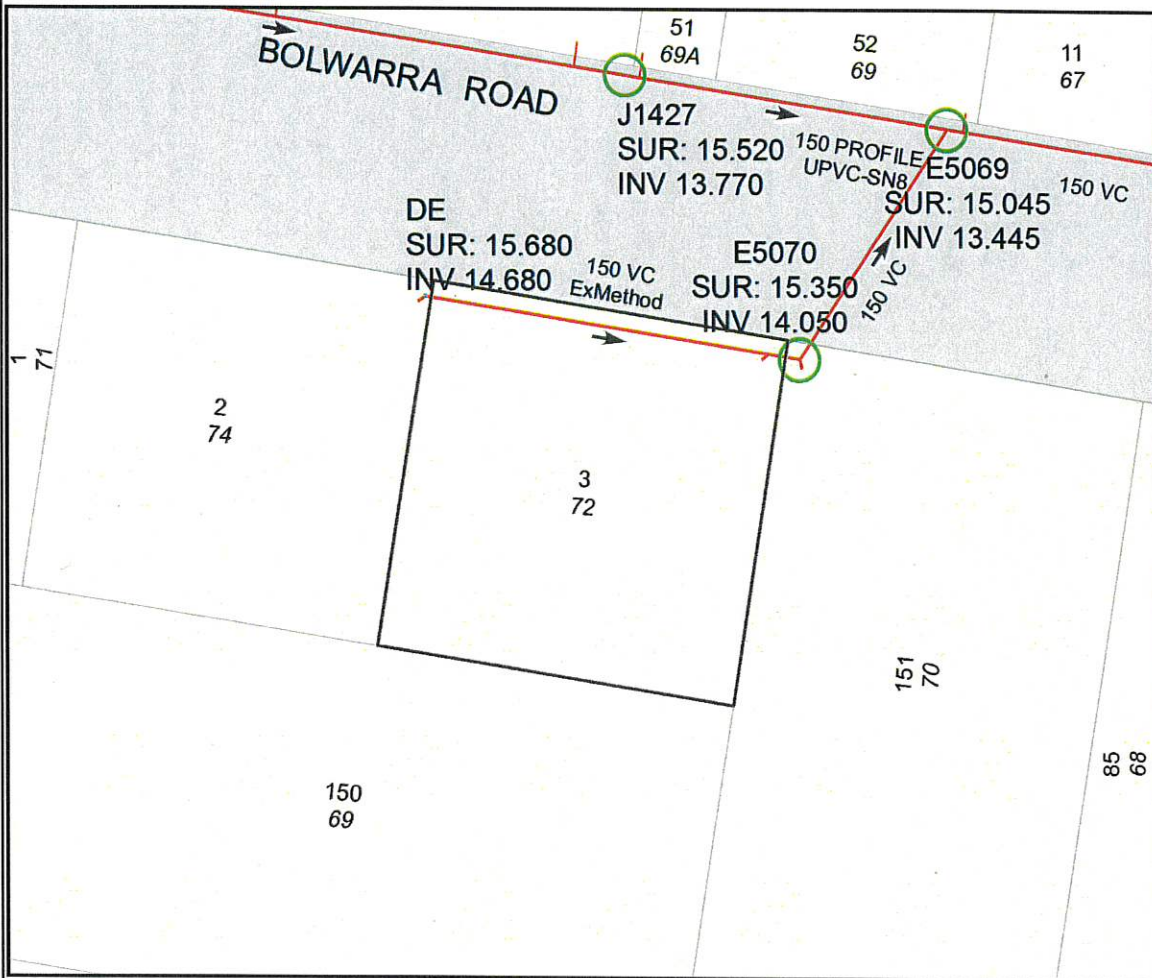 51
69A
52
69
11
67
BOLWARRA ROAD
J1427
SUR: 15.520
INV 13.770
150 PROFILE
UPVC-SN8
E5069
SUR: 15.045
INV 13.445
150 VC
DE
SUR: 15.680
INV 14.680
150 VC
ExMethod
E5070
SUR: 15.350
INV 14.050
150 VC
1
71
2
74
3
72
151
70
85
68
150
69